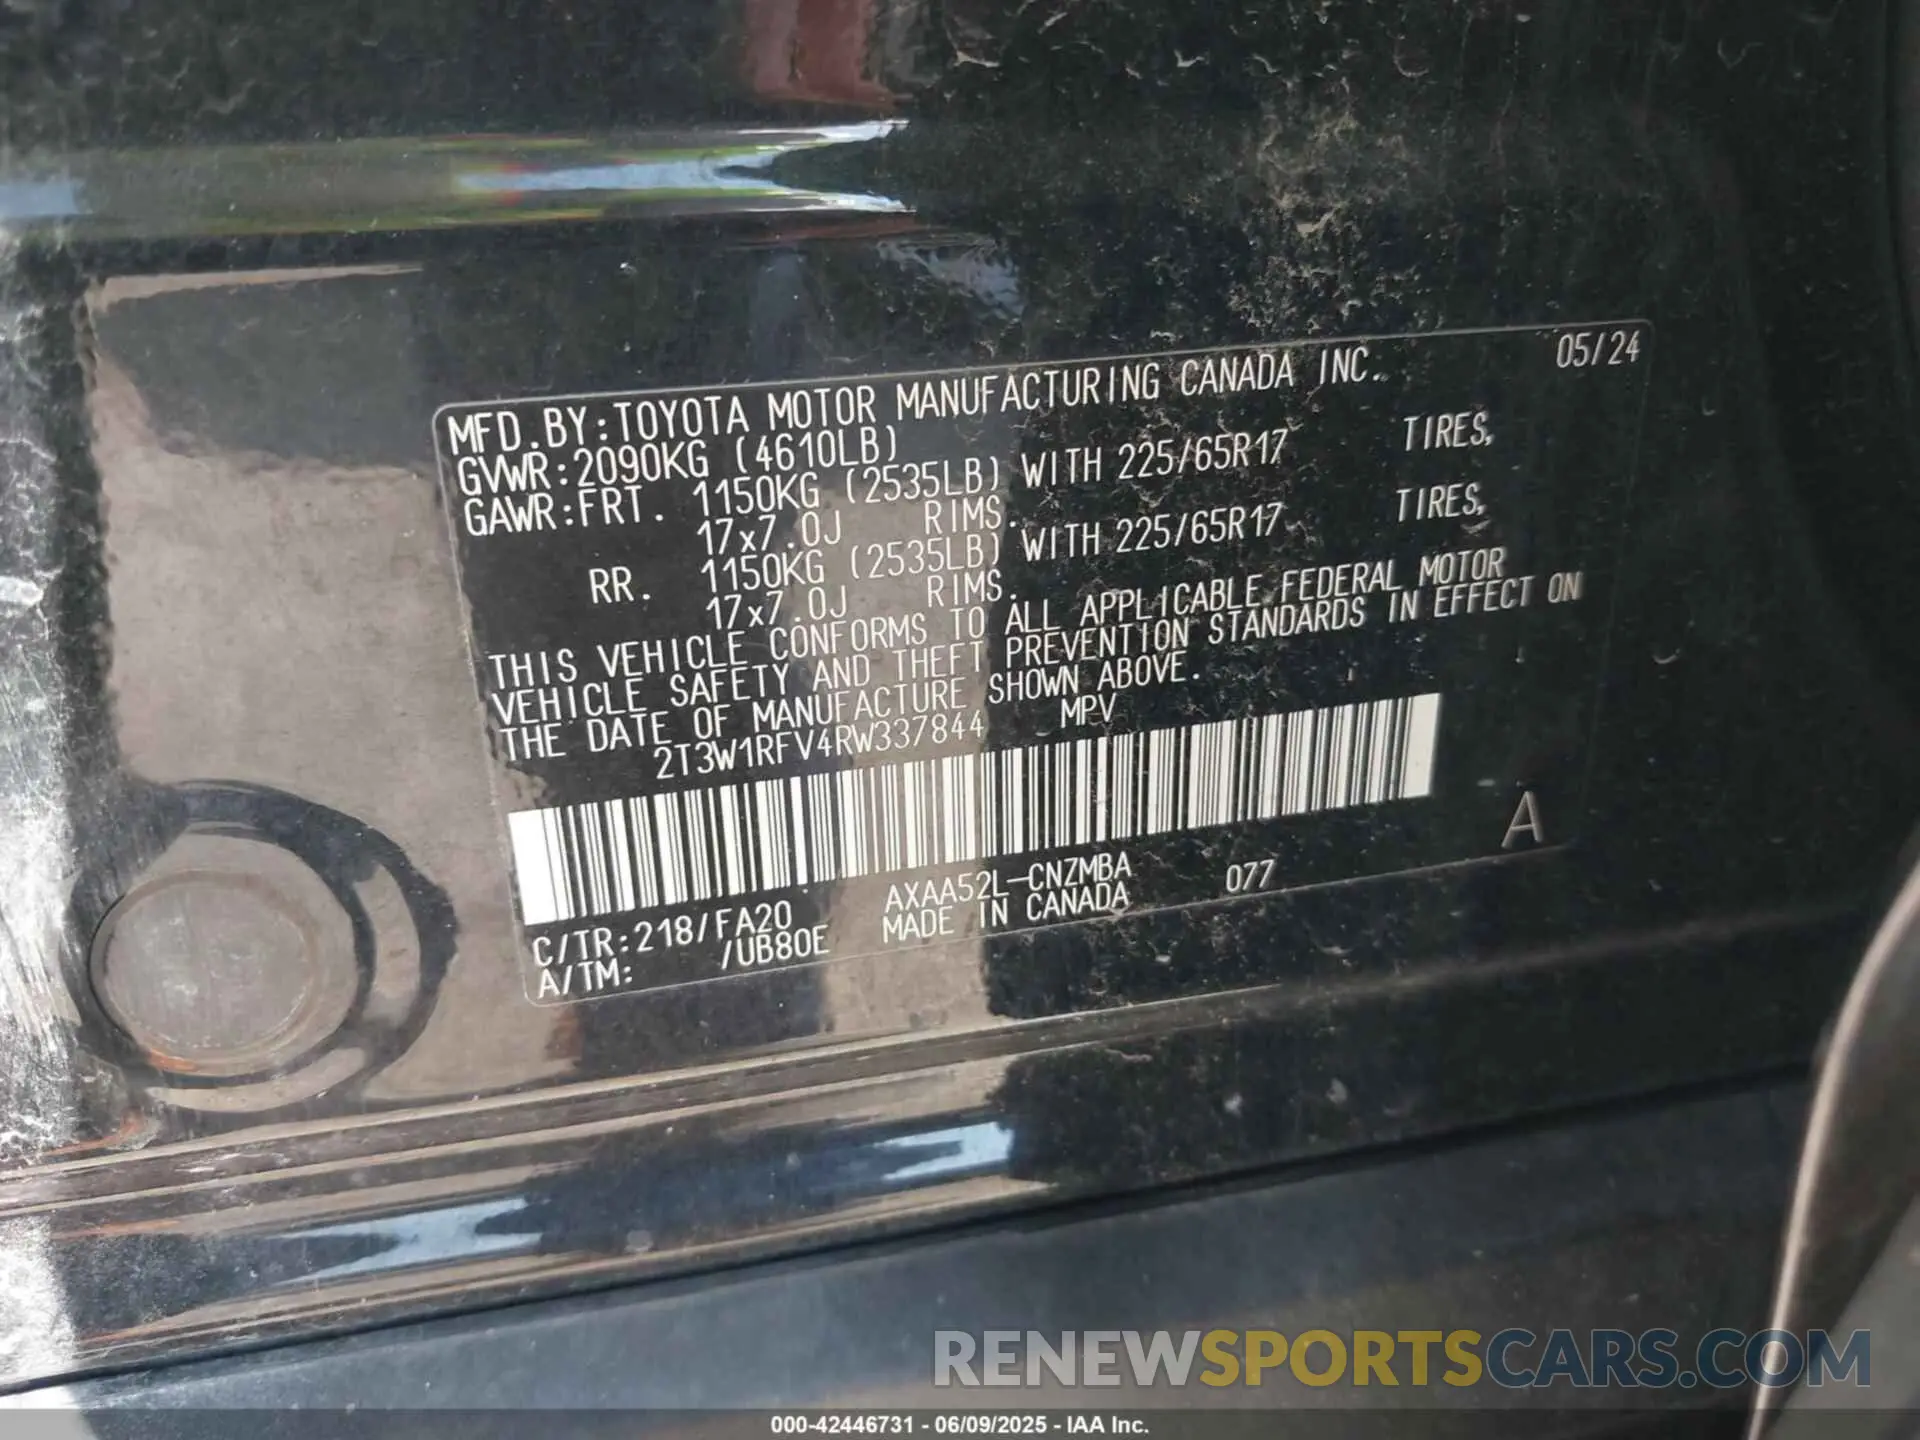 MFD.BY:TOYOTA MOTOR MANUFACTURING CANADA INC. 05/24
GVWR:2090KG (4610LB)
GAWR:FRT. 1150KG (2535LB) WITH 225/65R17 TIRES,
17x7.0J RIMS.
RR. 1150KG (2535LB) WITH 225/65R17 TIRES,
17x7.0J RIMS.
THIS VEHICLE CONFORMS TO ALL APPLICABLE FEDERAL MOTOR
VEHICLE SAFETY AND THEFT PREVENTION STANDARDS IN EFFECT ON
THE DATE OF MANUFACTURE SHOWN ABOVE.
2T3W1RFV4RW337844 MPV
A
C/TR:218/FA20 AXAA52L-CNZMBA 077
A/TM: /UB80E MADE IN CANADA
RENEWSPORTSCARS.COM
000-42446731 - 06/09/2025 - IAA Inc.